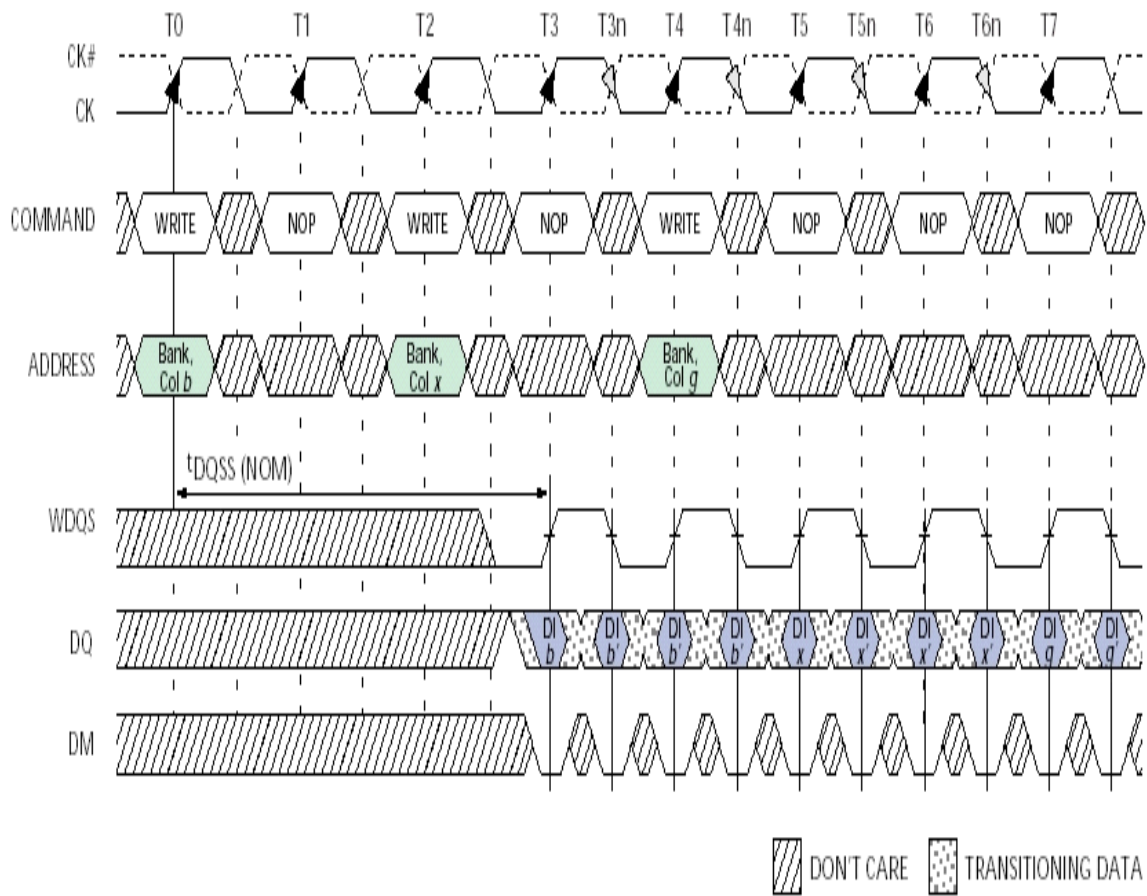 T0 T1 T2 T3 T3n T4 T4n T5 T5n T6 T6n T7
CK#
CK
COMMAND WRITE NOP WRITE NOP WRITE NOP NOP NOP
ADDRESS Bank, Col b Bank, Col x Bank, Col g
tDQSS (NOM)
WDQS
DQ DI b DI b' DI b' DI b' DI x DI x' DI x' DI x' DI g DI g'
DM
DON'T CARE TRANSITIONING DATA